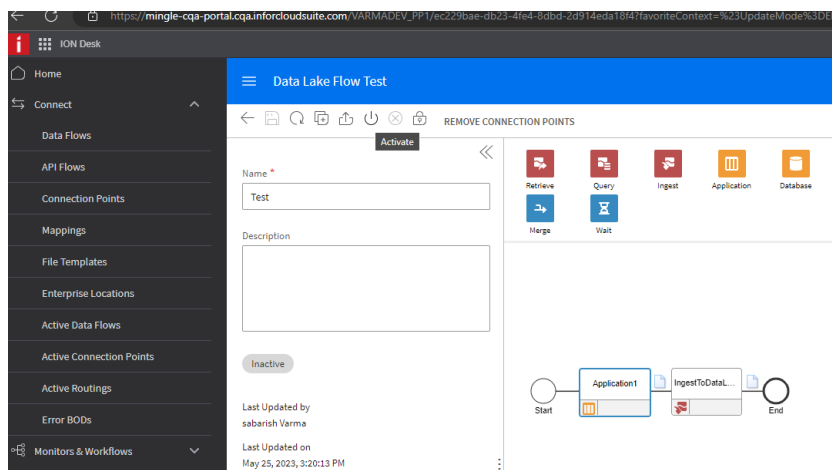 https://mingle-cqa-portal.cqa.inforcloudsuite.com/VARMADEV_PP1/ec229bae-db23-4fe4-8dbd-2d914eda18f4?favoriteContext=%23UpdateMode%3DE
i
ION Desk
Home
Connect
Data Flows
API Flows
Connection Points
Mappings
File Templates
Enterprise Locations
Active Data Flows
Active Connection Points
Active Routings
Error BODs
Monitors & Workflows
Data Lake Flow Test
REMOVE CONNECTION POINTS
Activate
Name *
Test
Description
Inactive
Last Updated by
sabarish Varma
Last Updated on
May 25, 2023, 3:20:13 PM
Retrieve
Query
Ingest
Application
Database
Merge
Wait
Start
Application1
IngestToDataL...
End